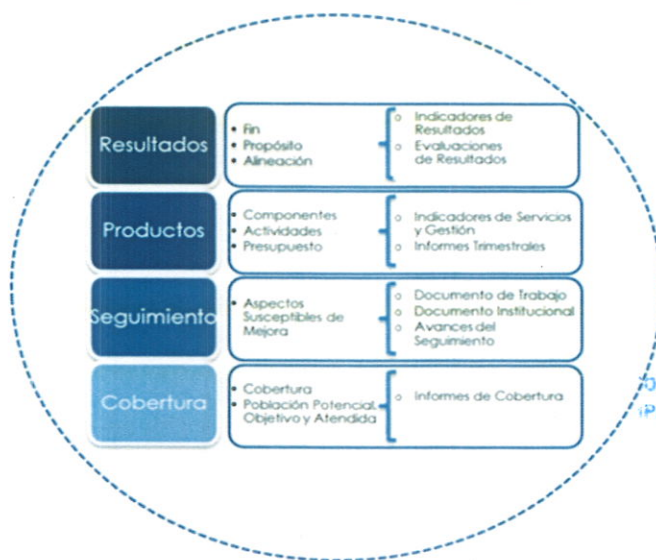 Resultados
• Fin
• Propósito
• Alineación
○ Indicadores de
Resultados
○ Evaluaciones
de Resultados
Productos
• Componentes
• Actividades
• Presupuesto
○ Indicadores de Servicios
y Gestión
○ Informes Trimestrales
Seguimiento
• Aspectos
Susceptibles de
Mejora
○ Documento de Trabajo
○ Documento Institucional
○ Avances del
Seguimiento
Cobertura
• Cobertura
• Población Potencial,
Objetivo y Atendida
○ Informes de Cobertura